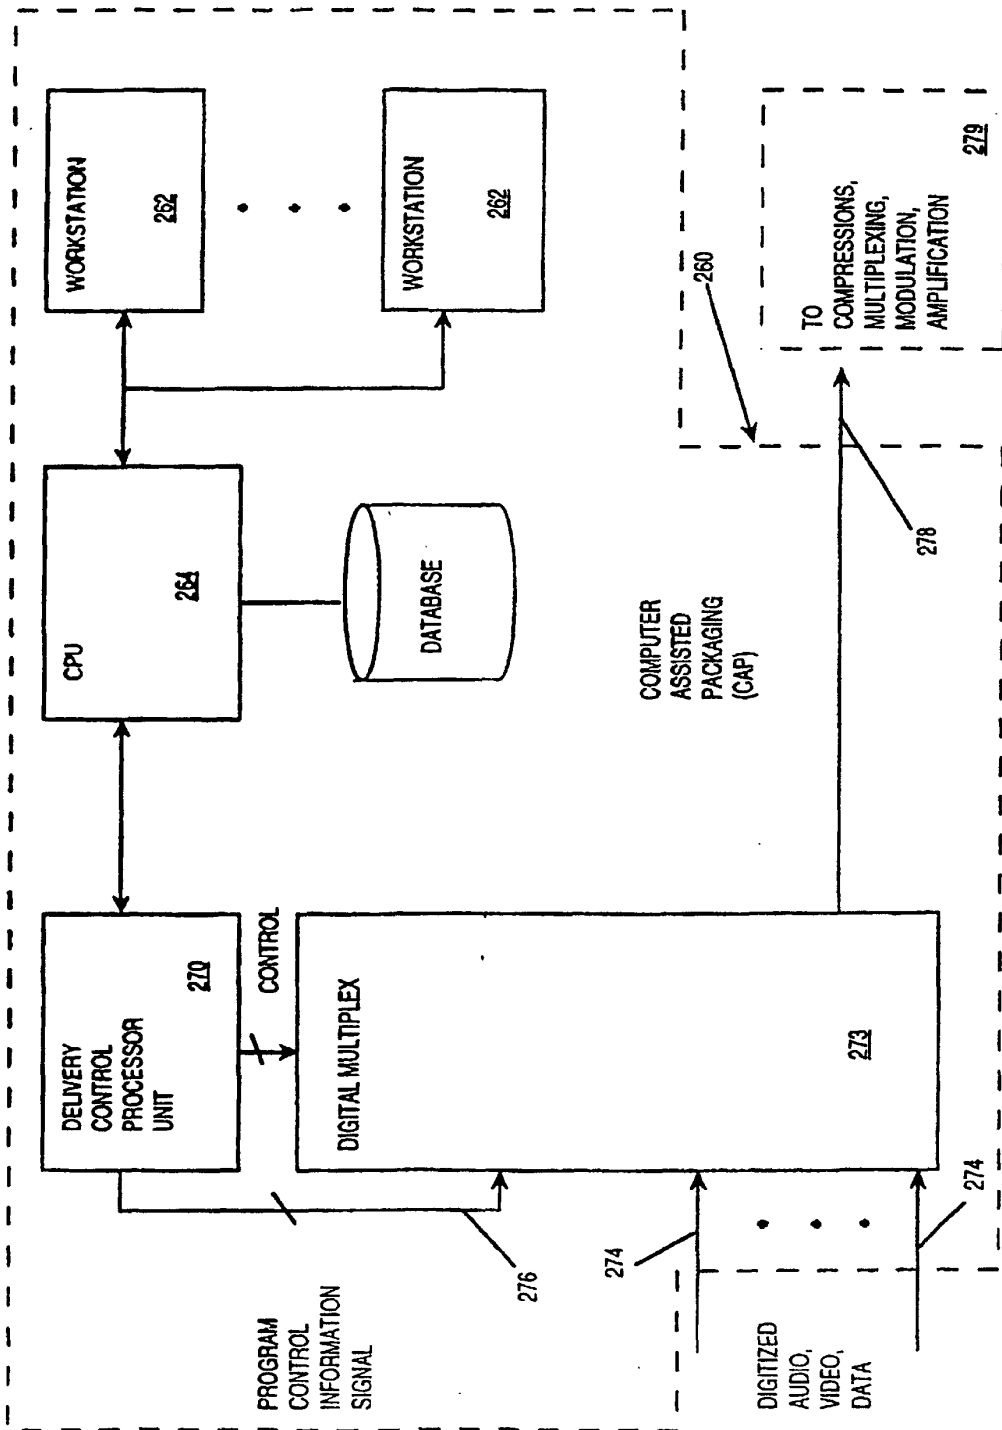 DELIVERY
CONTROL
PROCESSOR
UNIT
270
CPU
264
WORKSTATION
262
WORKSTATION
262
DATABASE
CONTROL
PROGRAM
CONTROL
INFORMATION
SIGNAL
276
DIGITAL MULTIPLEX
273
274
274
DIGITIZED
AUDIO,
VIDEO,
DATA
COMPUTER
ASSISTED
PACKAGING
(CAP)
278
260
TO
COMPRESSIONS,
MULTIPLEXING,
MODULATION,
AMPLIFICATION
279